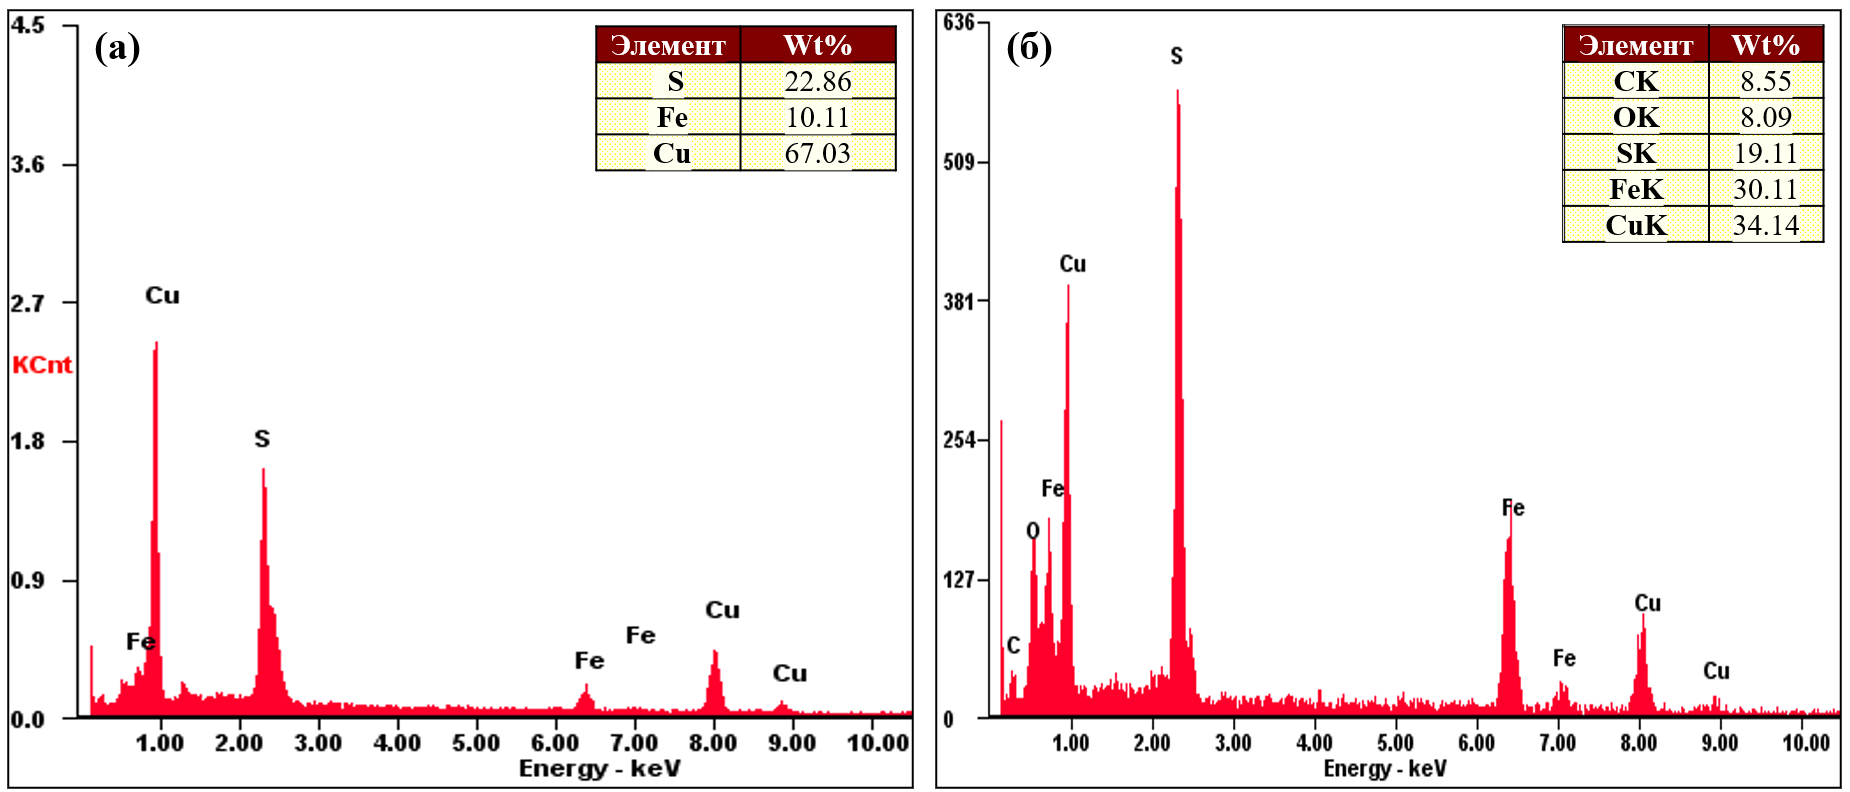 (а)
Элемент Wt%
S 22.86
Fe 10.11
Cu 67.03
4.5
3.6
2.7
KCnt
1.8
0.9
0.0
Cu
S
Fe
Fe
Fe
Cu
Cu
1.00 2.00 3.00 4.00 5.00 6.00 7.00 8.00 9.00 10.00
Energy - keV
(б)
Элемент Wt%
CK 8.55
OK 8.09
SK 19.11
FeK 30.11
CuK 34.14
636
509
381
254
127
0
S
Cu
Fe
O
C
Fe
Fe
Cu
Cu
1.00 2.00 3.00 4.00 5.00 6.00 7.00 8.00 9.00 10.00
Energy - keV